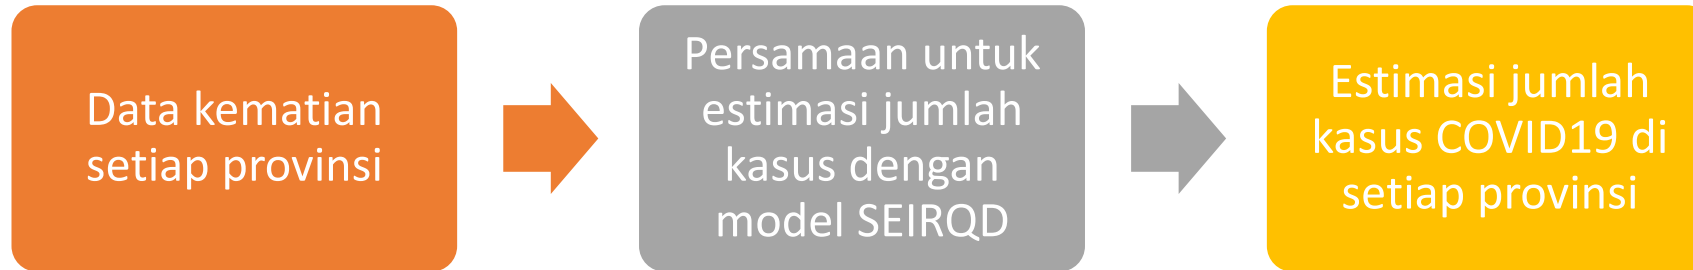 Data kematian
setiap provinsi
Persamaan untuk
estimasi jumlah
kasus dengan
model SEIRQD
Estimasi jumlah
kasus COVID19 di
setiap provinsi